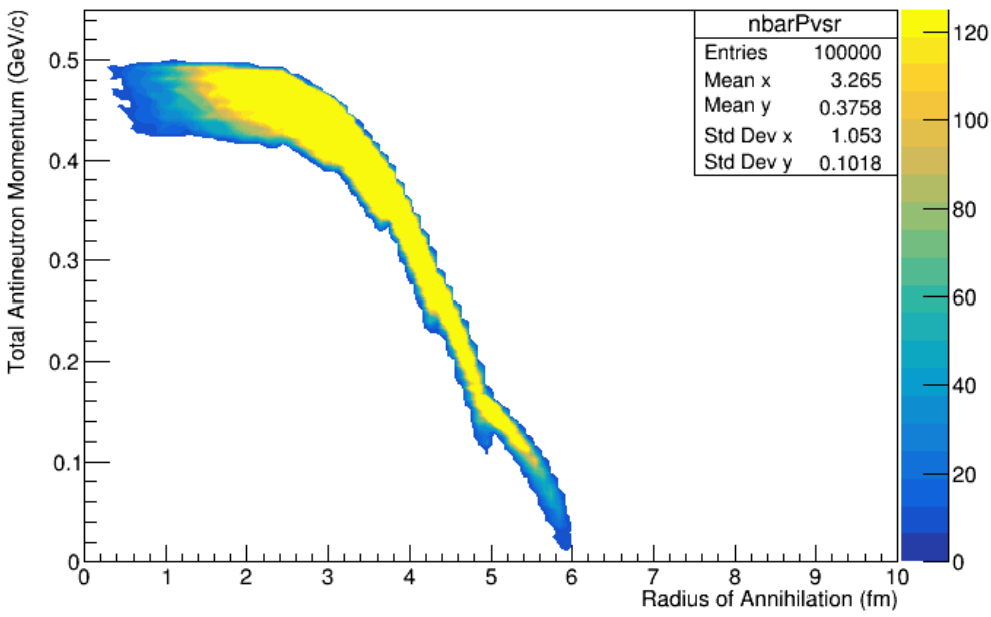 nbarPvsr
Entries 100000
Mean x 3.265
Mean y 0.3758
Std Dev x 1.053
Std Dev y 0.1018
Total Antineutron Momentum (GeV/c)
0.5
0.4
0.3
0.2
0.1
0
0 1 2 3 4 5 6 7 8 9 10
Radius of Annihilation (fm)
120
100
80
60
40
20
0